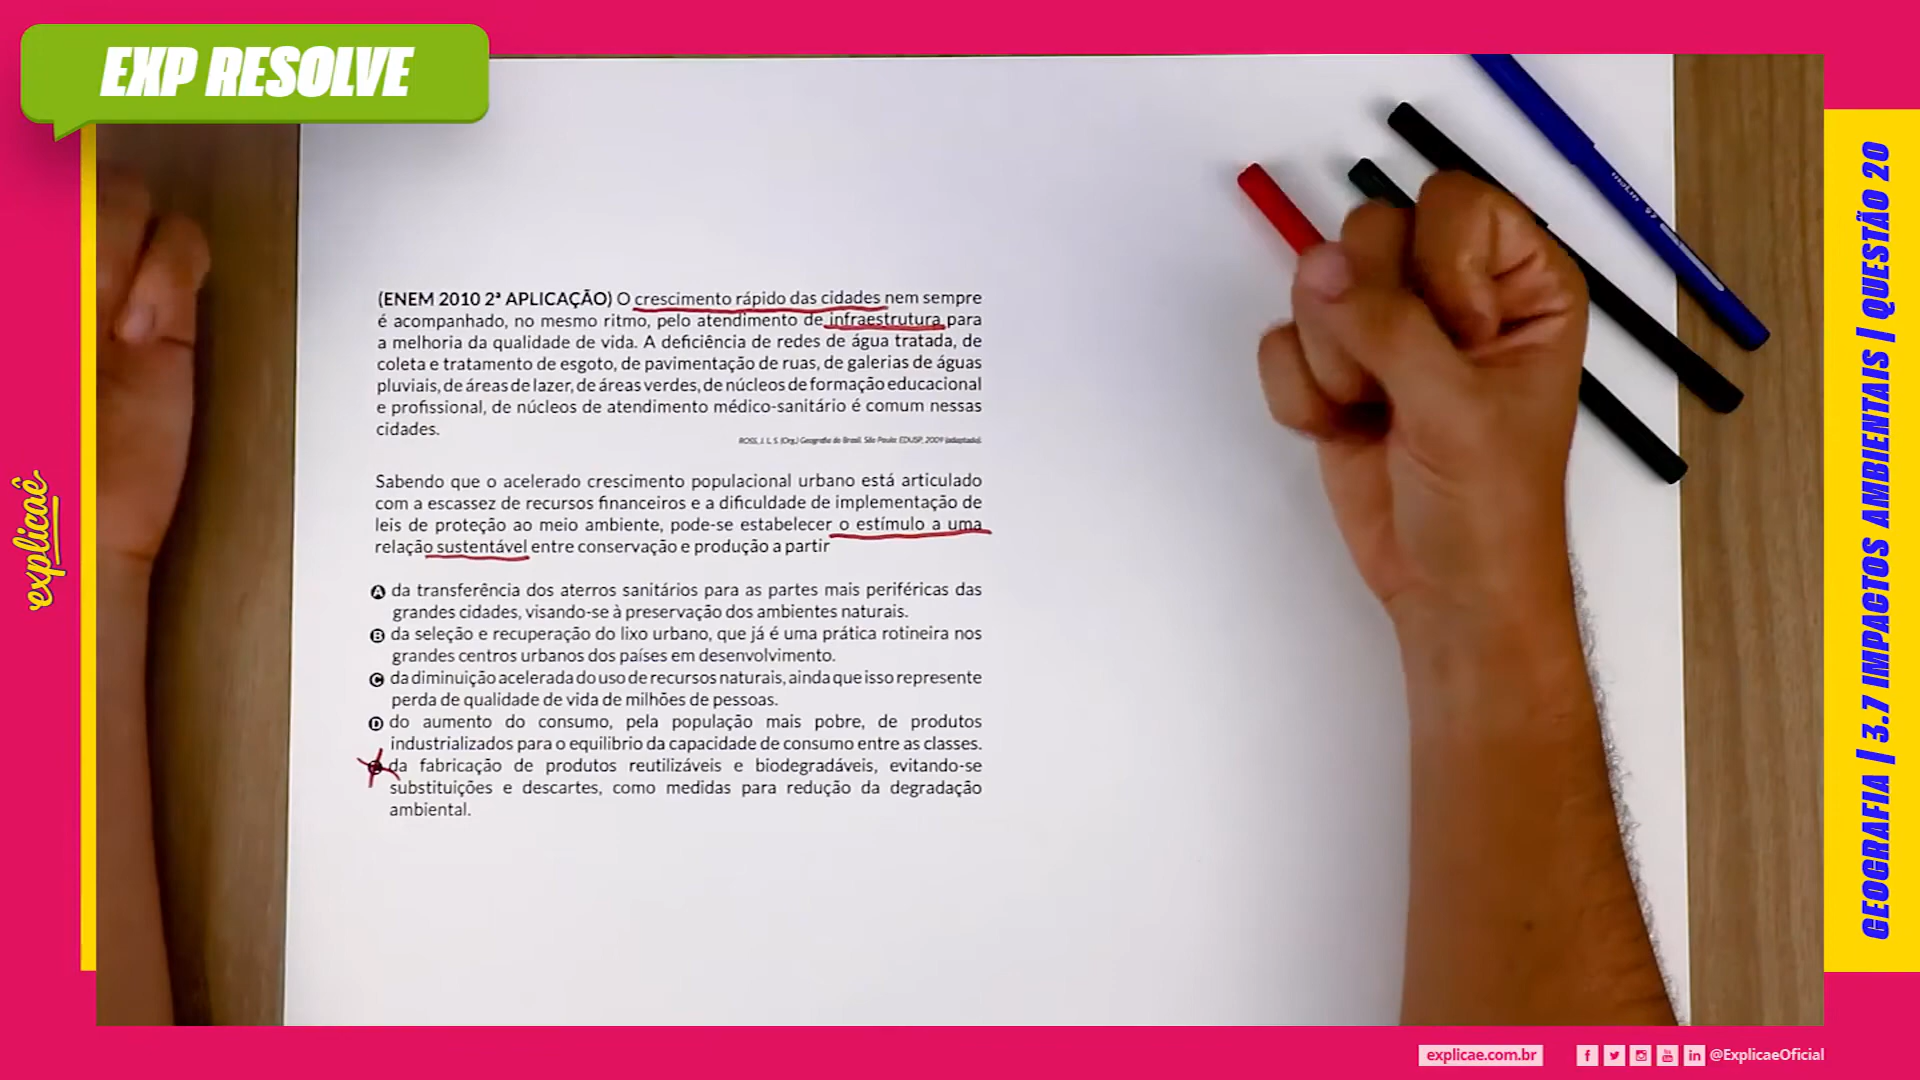 EXP RESOLVE
(ENEM 2010 2ª APLICAÇÃO) O crescimento rápido das cidades nem sempre
é acompanhado, no mesmo ritmo, pelo atendimento de infraestrutura para
a melhoria da qualidade de vida. A deficiência de redes de água tratada, de
coleta e tratamento de esgoto, de pavimentação de ruas, de galerias de águas
pluviais, de áreas de lazer, de áreas verdes, de núcleos de formação educacional
e profissional, de núcleos de atendimento médico-sanitário é comum nessas
cidades.
ROSS, J. L. S. (Org.) Geografia do Brasil. São Paulo: EDUSP, 2009 (adaptado).
Sabendo que o acelerado crescimento populacional urbano está articulado
com a escassez de recursos financeiros e a dificuldade de implementação de
leis de proteção ao meio ambiente, pode-se estabelecer o estímulo a uma
relação sustentável entre conservação e produção a partir
A da transferência dos aterros sanitários para as partes mais periféricas das
grandes cidades, visando-se à preservação dos ambientes naturais.
B da seleção e recuperação do lixo urbano, que já é uma prática rotineira nos
grandes centros urbanos dos países em desenvolvimento.
C da diminuição acelerada do uso de recursos naturais, ainda que isso represente
perda de qualidade de vida de milhões de pessoas.
D do aumento do consumo, pela população mais pobre, de produtos
industrializados para o equilibrio da capacidade de consumo entre as classes.
da fabricação de produtos reutilizáveis e biodegradáveis, evitando-se
substituições e descartes, como medidas para redução da degradação
ambiental.
explicaê
GEOGRAFIA | 3.7 IMPACTOS AMBIENTAIS | QUESTÃO 20
explicae.com.br
@ExplicaeOficial